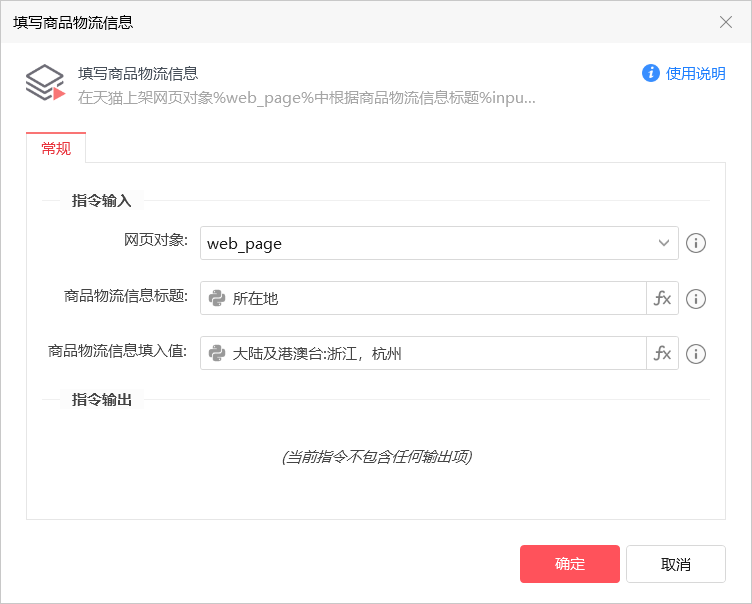 填写商品物流信息
填写商品物流信息
使用说明
在天猫上架网页对象%web_page%中根据商品物流信息标题%inpu...
常规
指令输入
网页对象: web_page
商品物流信息标题: 所在地 fx
商品物流信息填入值: 大陆及港澳台:浙江，杭州 fx
指令输出
(当前指令不包含任何输出项)
确定 取消